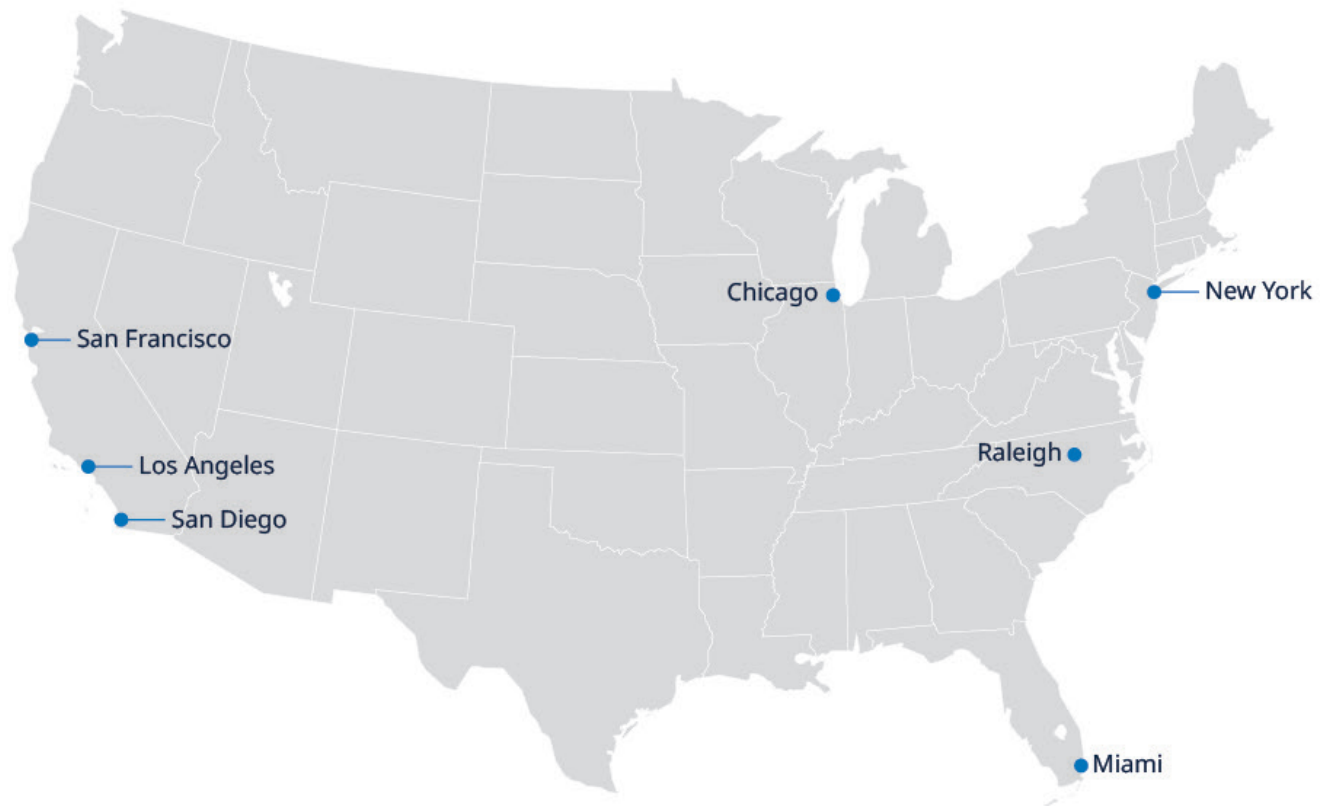 Chicago
New York
San Francisco
Raleigh
Los Angeles
San Diego
Miami